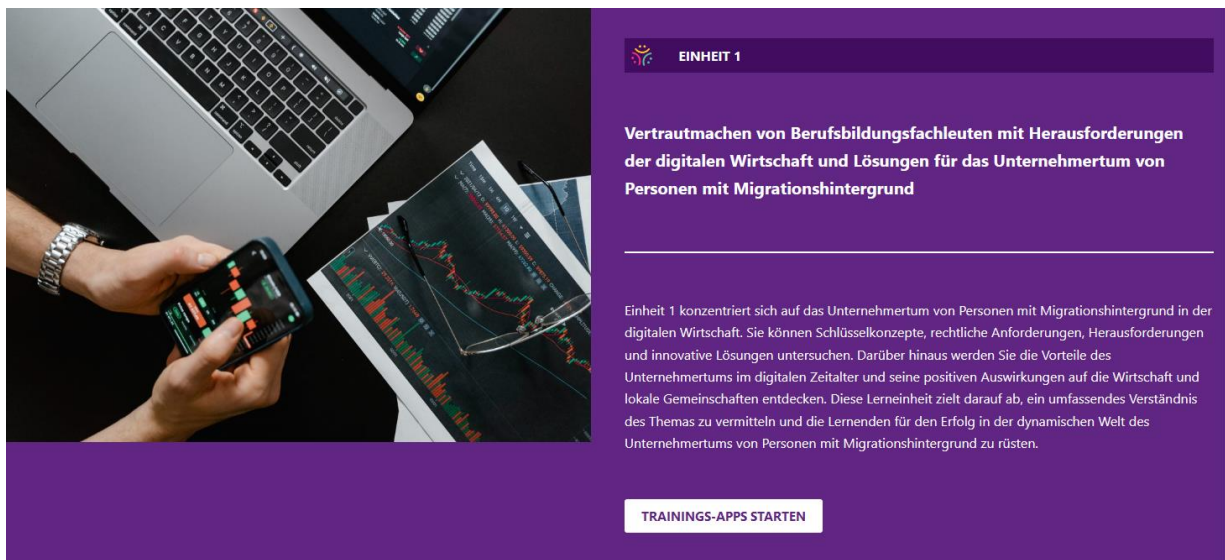 EINHEIT 1
Vertrautmachen von Berufsbildungsfachleuten mit Herausforderungen
der digitalen Wirtschaft und Lösungen für das Unternehmertum von
Personen mit Migrationshintergrund
Einheit 1 konzentriert sich auf das Unternehmertum von Personen mit Migrationshintergrund in der
digitalen Wirtschaft. Sie können Schlüsselkonzepte, rechtliche Anforderungen, Herausforderungen
und innovative Lösungen untersuchen. Darüber hinaus werden Sie die Vorteile des
Unternehmertums im digitalen Zeitalter und seine positiven Auswirkungen auf die Wirtschaft und
lokale Gemeinschaften entdecken. Diese Lerneinheit zielt darauf ab, ein umfassendes Verständnis
des Themas zu vermitteln und die Lernenden für den Erfolg in der dynamischen Welt des
Unternehmertums von Personen mit Migrationshintergrund zu rüsten.
TRAININGS-APPS STARTEN